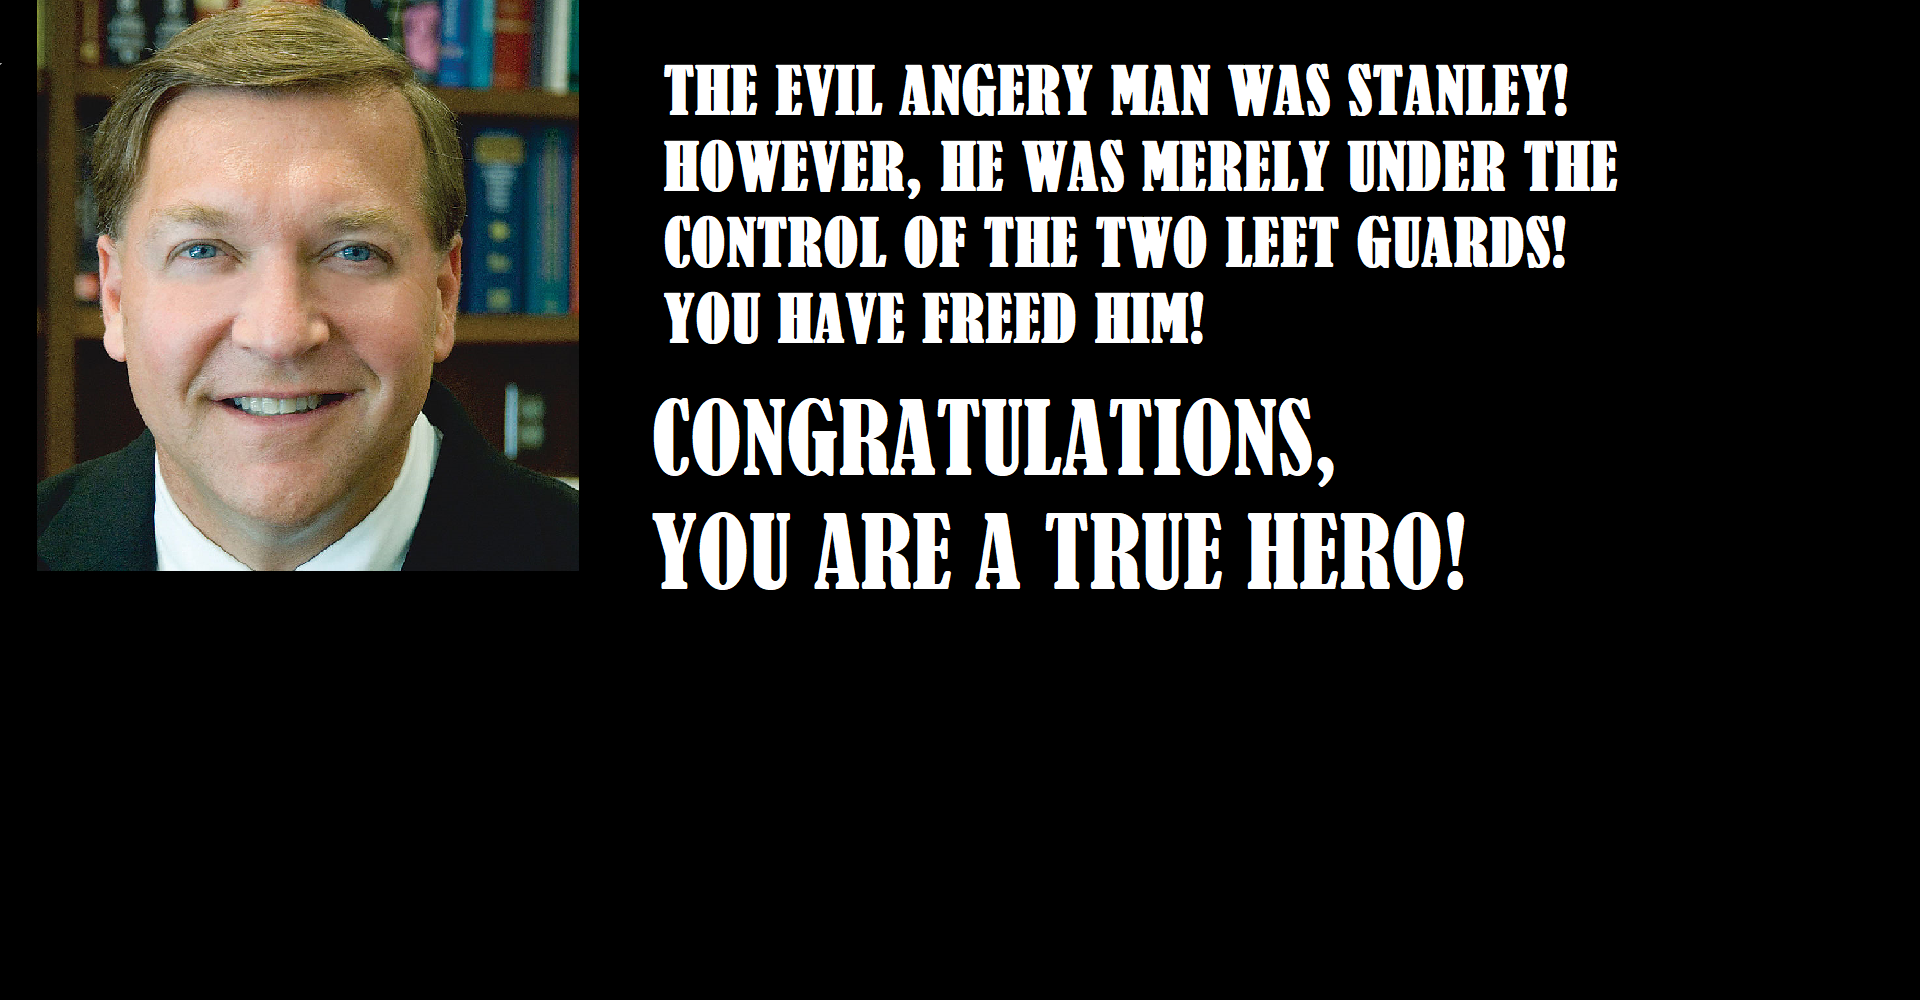 THE EVIL ANGERY MAN WAS STANLEY!
HOWEVER, HE WAS MERELY UNDER THE
CONTROL OF THE TWO LEET GUARDS!
YOU HAVE FREED HIM!
CONGRATULATIONS,
YOU ARE A TRUE HERO!